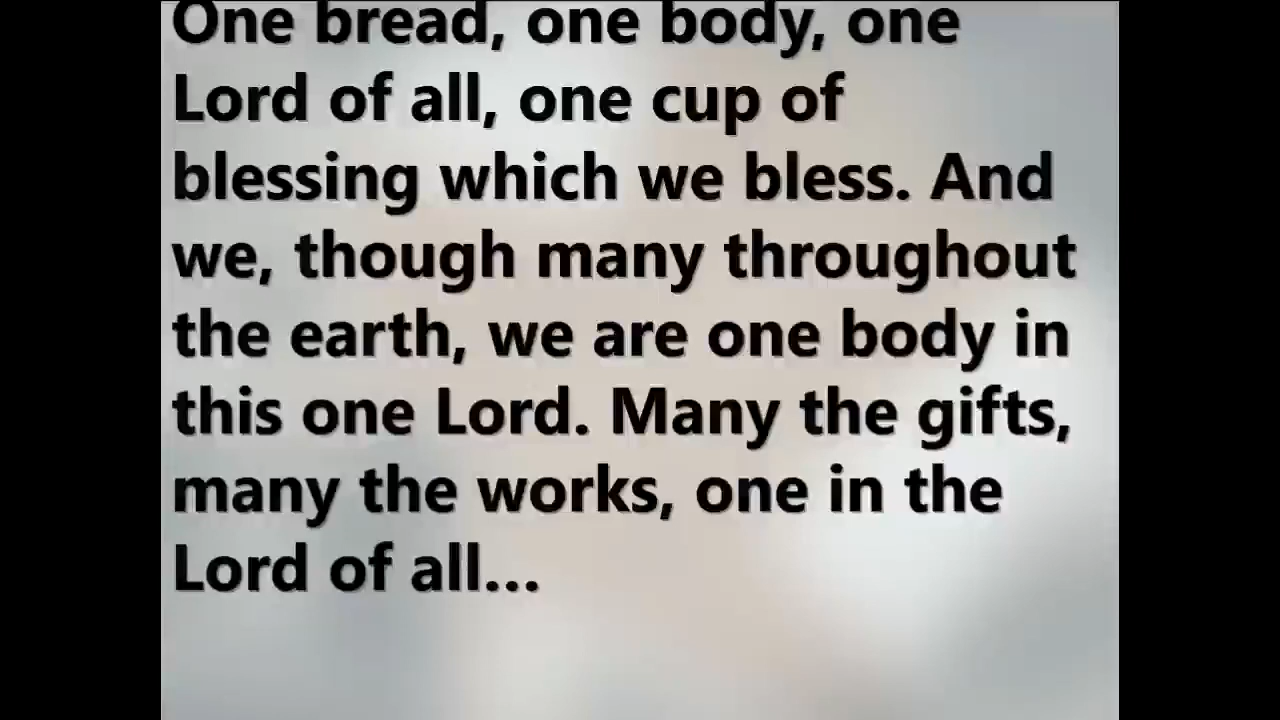 One bread, one body, one
Lord of all, one cup of
blessing which we bless. And
we, though many throughout
the earth, we are one body in
this one Lord. Many the gifts,
many the works, one in the
Lord of all...